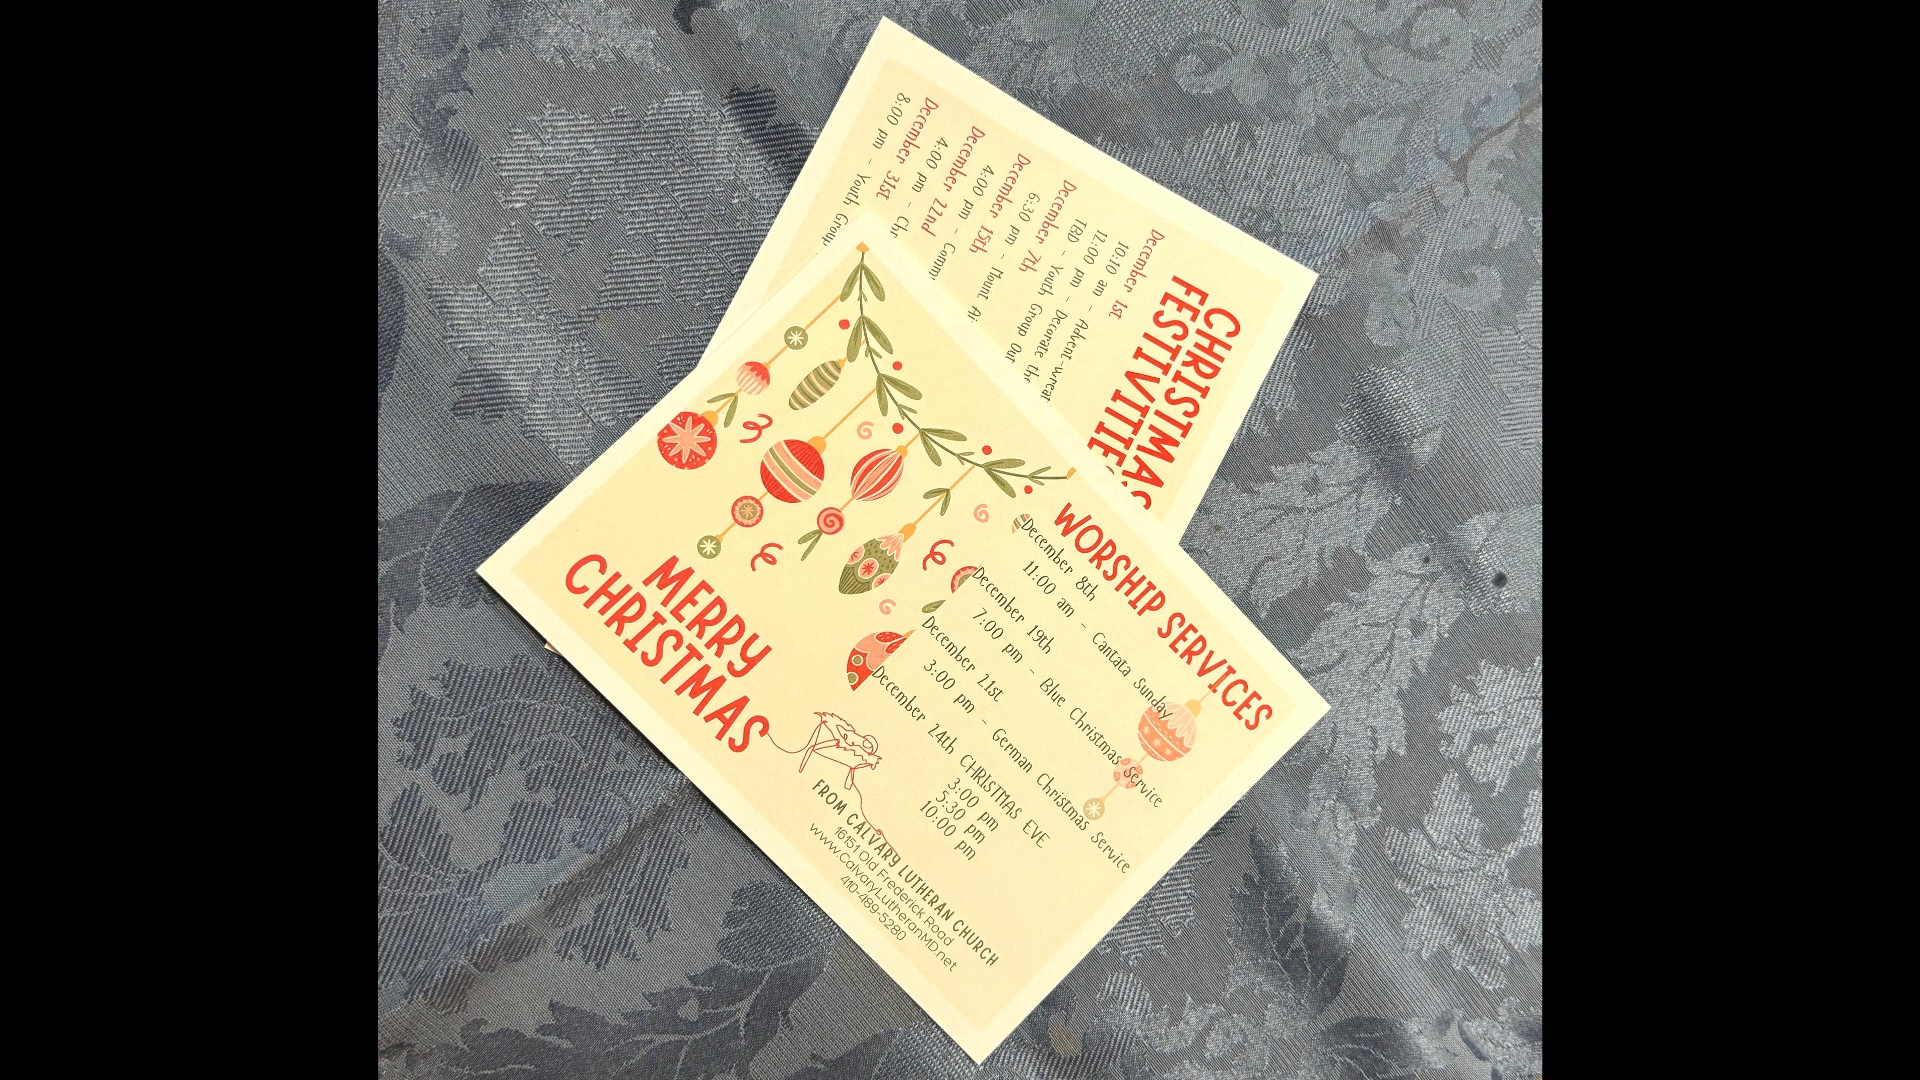 CHRISTMAS
FESTIVITIE
December 1st
10:10 am - Advent-wreat
12:00 pm - Decorate the
TBD - Youth Group Out
December 7th
6:30 pm - Mount Ai
December 15th
4:00 pm - Comm
December 22nd
4:00 pm - Chr
December 31st
8:00 pm - Youth Group
MERRY
CHRISTMAS
FROM CALVARY LUTHERAN CHURCH
16151 Old Frederick Road
www.CalvaryLutheranMD.net
410-489-5280
WORSHIP SERVICES
December 8th
11:00 am - Cantata Sunday
December 19th
7:00 pm - Blue Christmas Service
December 21st
3:00 pm - German Christmas Service
December 24th CHRISTMAS EVE
3:00 pm
5:30 pm
10:00 pm